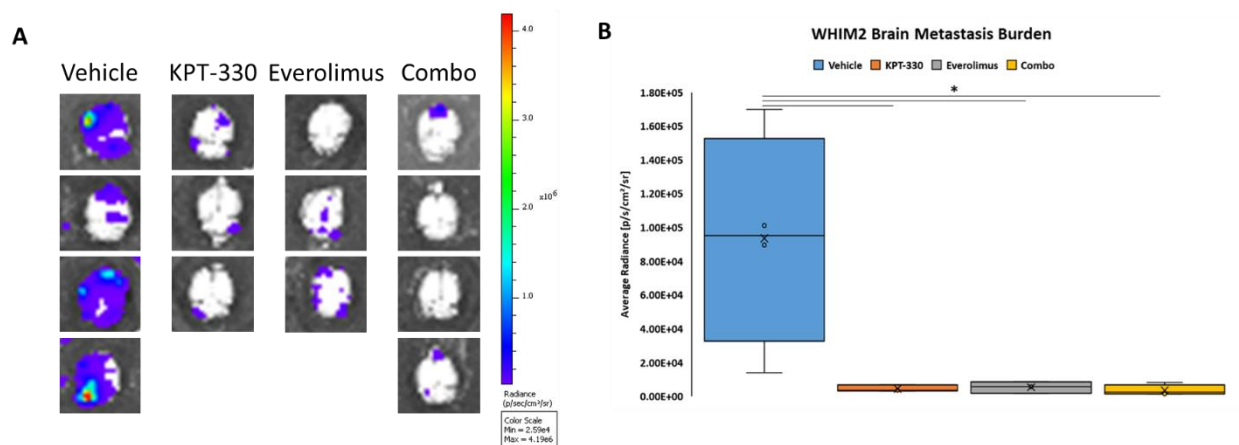 A
Vehicle KPT-330 Everolimus Combo
4.0
3.0
x10⁶
2.0
1.0
Radiance
(p/sec/cm²/sr)
Color Scale
Min = 2.59e4
Max = 4.19e6
B
WHIM2 Brain Metastasis Burden
Vehicle KPT-330 Everolimus Combo
*
Average Radiance [p/s/cm²/sr]
1.80E+05
1.60E+05
1.40E+05
1.20E+05
1.00E+05
8.00E+04
6.00E+04
4.00E+04
2.00E+04
0.00E+00